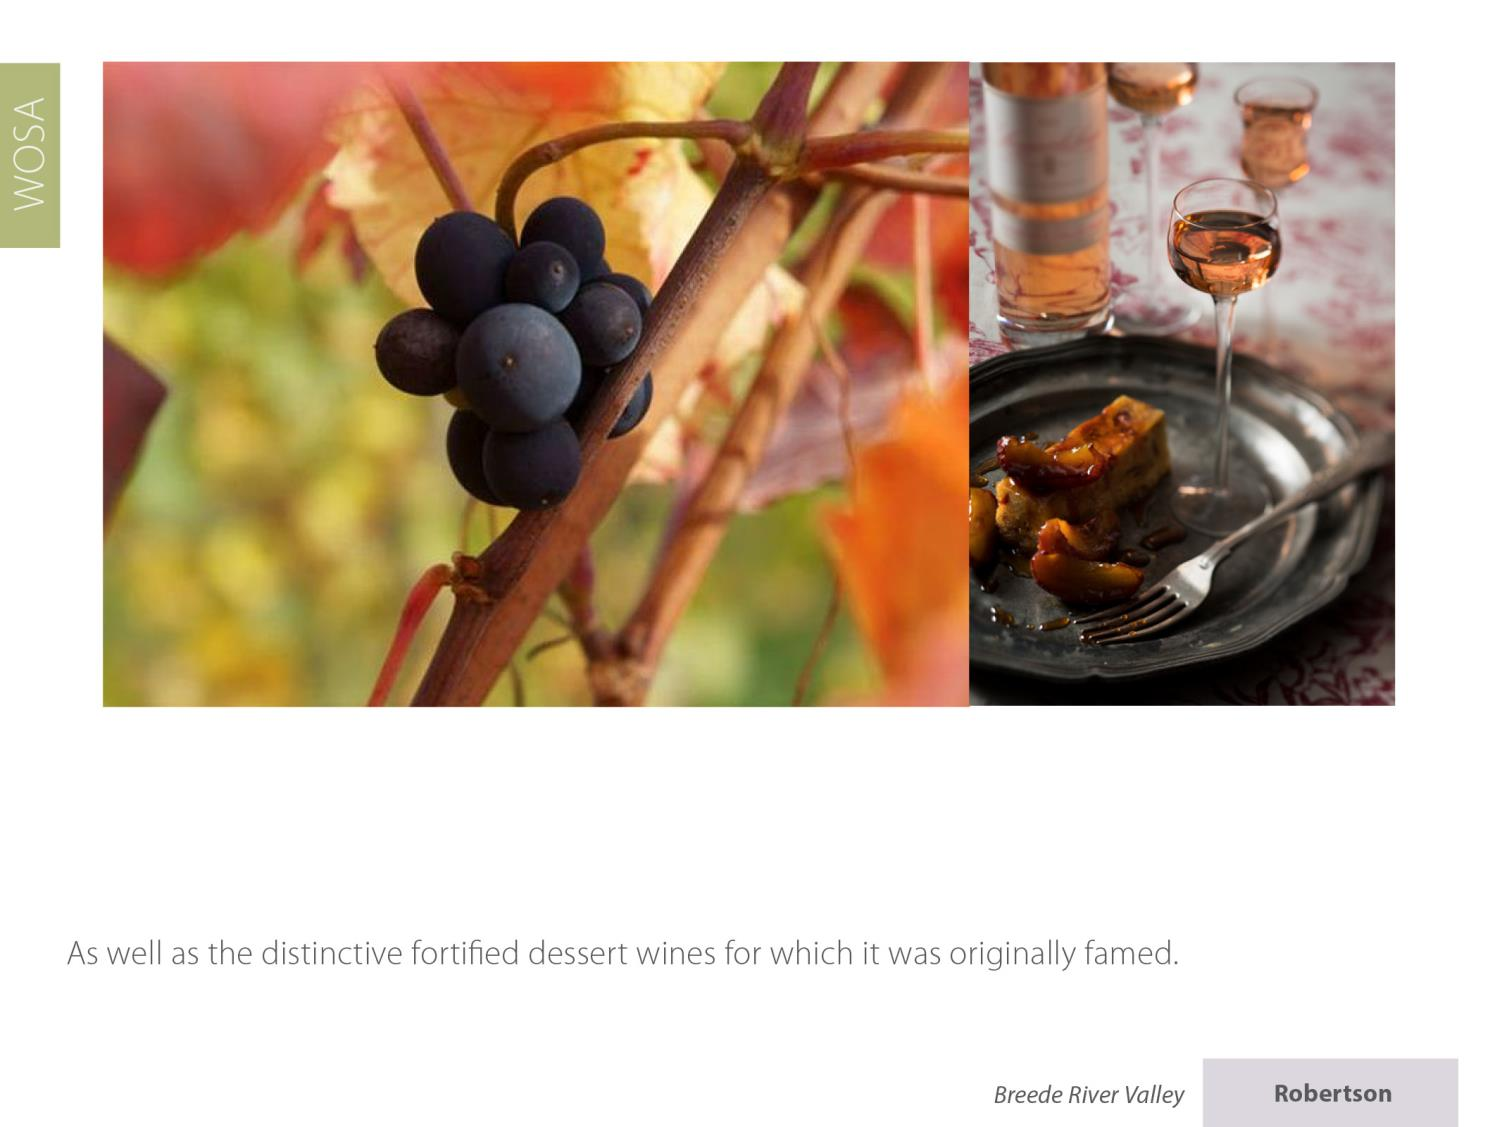 WOSA
As well as the distinctive fortified dessert wines for which it was originally famed.
Breede River Valley
Robertson